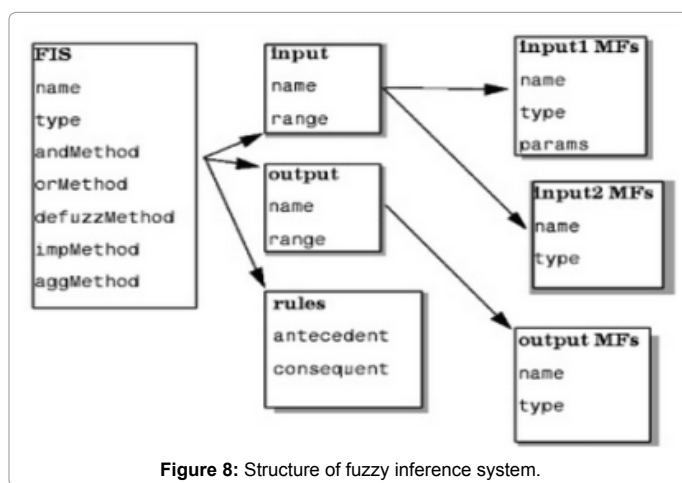 FIS
name
type
andMethod
orMethod
defuzzMethod
impMethod
aggMethod
input
name
range
output
name
range
rules
antecedent
consequent
input1 MFs
name
type
params
input2 MFs
name
type
output MFs
name
type
Figure 8: Structure of fuzzy inference system.